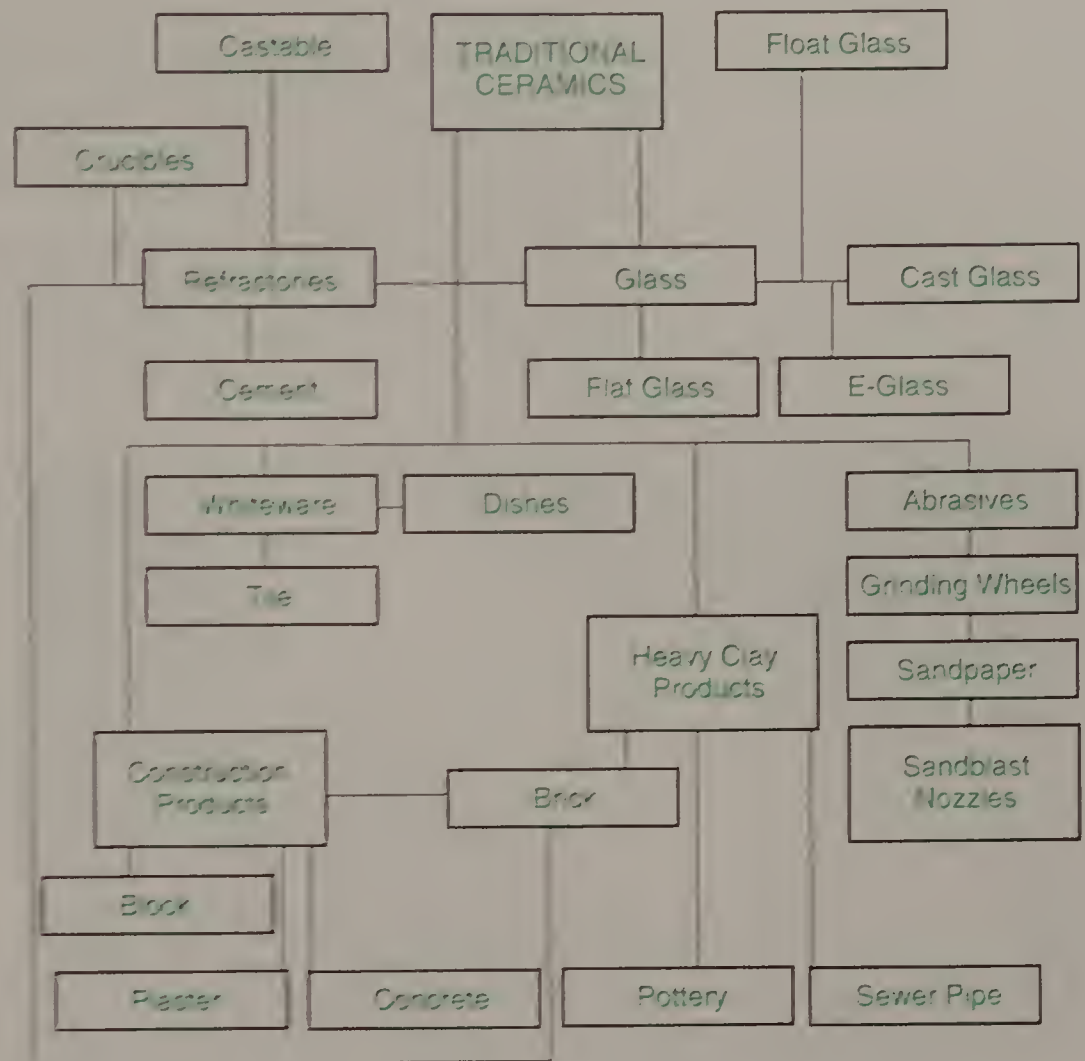 Castable
TRADITIONAL
CERAMICS
Float Glass
Crucibles
Refractories
Glass
Cast Glass
Cement
Flat Glass
E-Glass
Whiteware
Dishes
Abrasives
Tile
Grinding Wheels
Heavy Clay
Products
Sandpaper
Construction
Products
Brick
Sandblast
Nozzles
Block
Plaster
Concrete
Pottery
Sewer Pipe